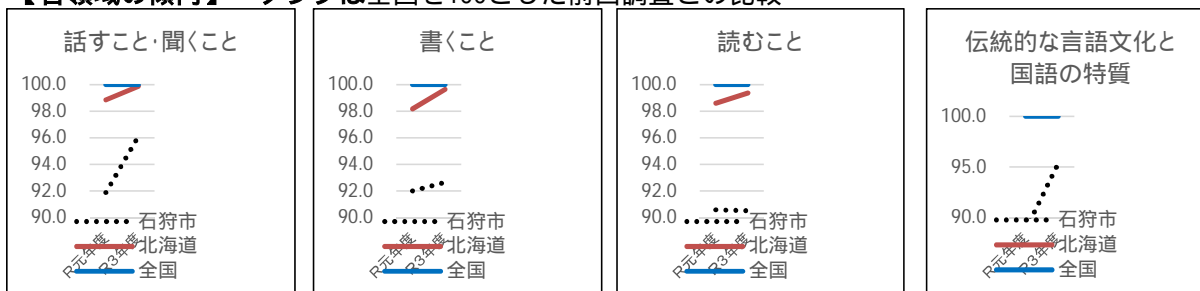 【各領域の傾向】 ※グラフは全国を100とした前回調査との比較
話すこと・聞くこと
100.0
98.0
96.0
94.0
92.0
90.0
R元年度
R3年度
石狩市
北海道
全国
書くこと
100.0
98.0
96.0
94.0
92.0
90.0
R元年度
R3年度
石狩市
北海道
全国
読むこと
100.0
98.0
96.0
94.0
92.0
90.0
R元年度
R3年度
石狩市
北海道
全国
伝統的な言語文化と
国語の特質
100.0
95.0
90.0
R元年度
R3年度
石狩市
北海道
全国